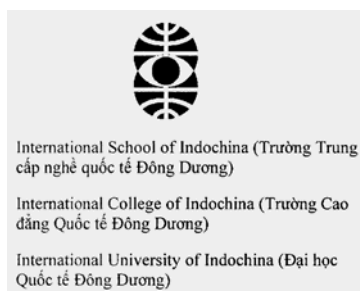 International School of Indochina (Trường Trung
cấp nghề quốc tế Đông Dương)
International College of Indochina (Trường Cao
đẳng Quốc tế Đông Dương)
International University of Indochina (Đại học
Quốc tế Đông Dương)